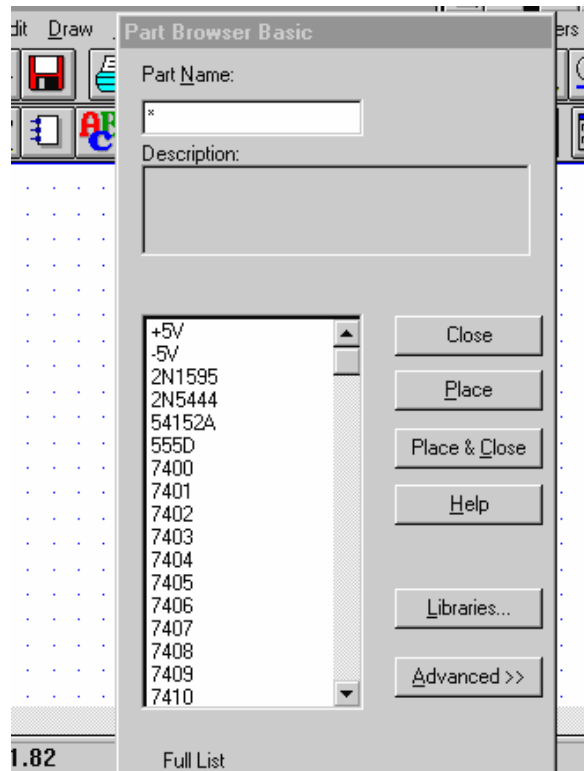 dit Draw
Part Browser Basic
ers
Part Name:
*
ABC
Description:
+5V
-5V
2N1595
2N5444
54152A
555D
7400
7401
7402
7403
7404
7405
7406
7407
7408
7409
7410
Close
Place
Place & Close
Help
Libraries...
Advanced >>
1.82
Full List